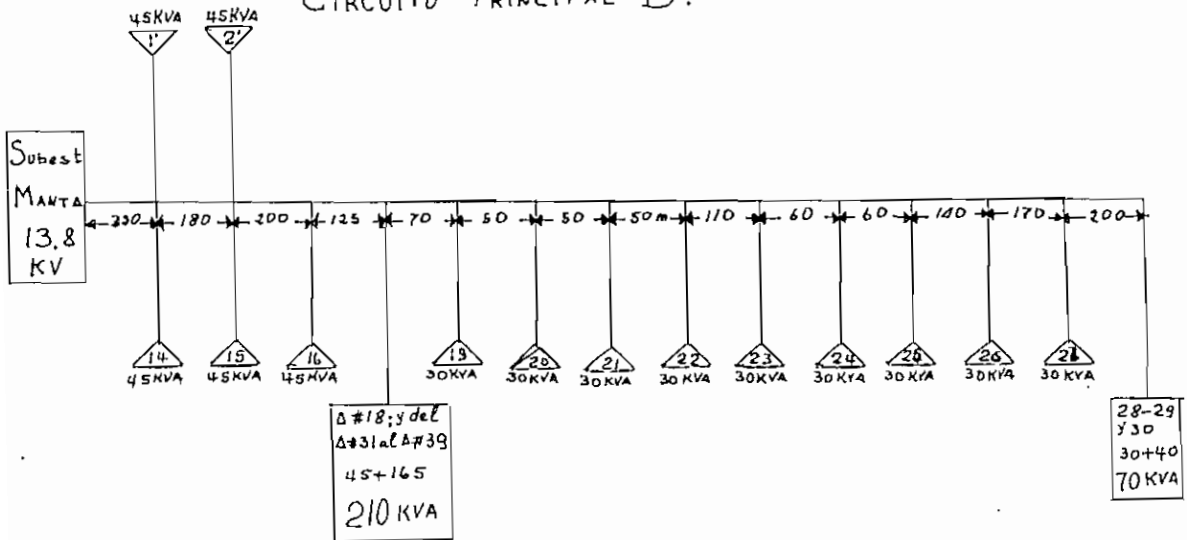 CIRCUITO PRINCIPAL B.
45KVA 45KVA
1' 2'
Subest
MANTA
13.8
KV
180 200 125 70 50 50 50m 110 60 60 140 170 200
14 15 16 19 20 21 22 23 24 25 26 27
45KVA 45KVA 45KVA 30KVA 30KVA 30KVA 30KVA 30KVA 30KVA 30KVA 30KVA 30KVA
Δ#18; y del
Δ#31 al Δ#39
45+165
210 KVA
28-29
y 30
30+40
70 KVA